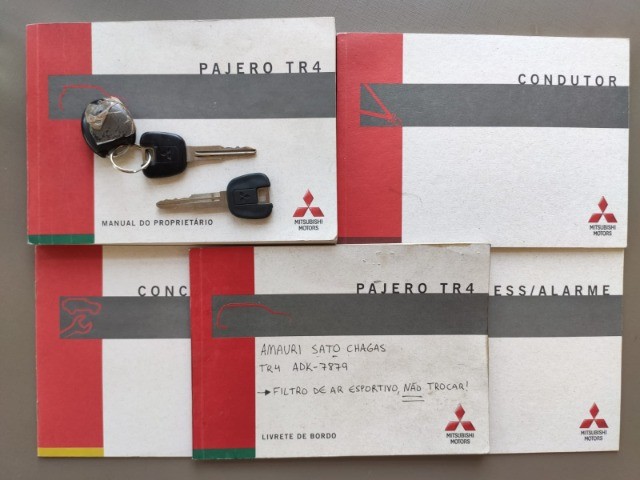 PAJERO TR4
MANUAL DO PROPRIETÁRIO
MITSUBISHI
MOTORS
CONDUTOR
MITSUBISHI
MOTORS
CONC
PAJERO TR4
AMAURI SATO CHAGAS
TR4 ADK-7879
→ FILTRO DE AR ESPORTIVO, NÃO TROCAR!
LIVRETE DE BORDO
MITSUBISHI
MOTORS
ESS/ALARME
MITSUBISHI
MOTORS